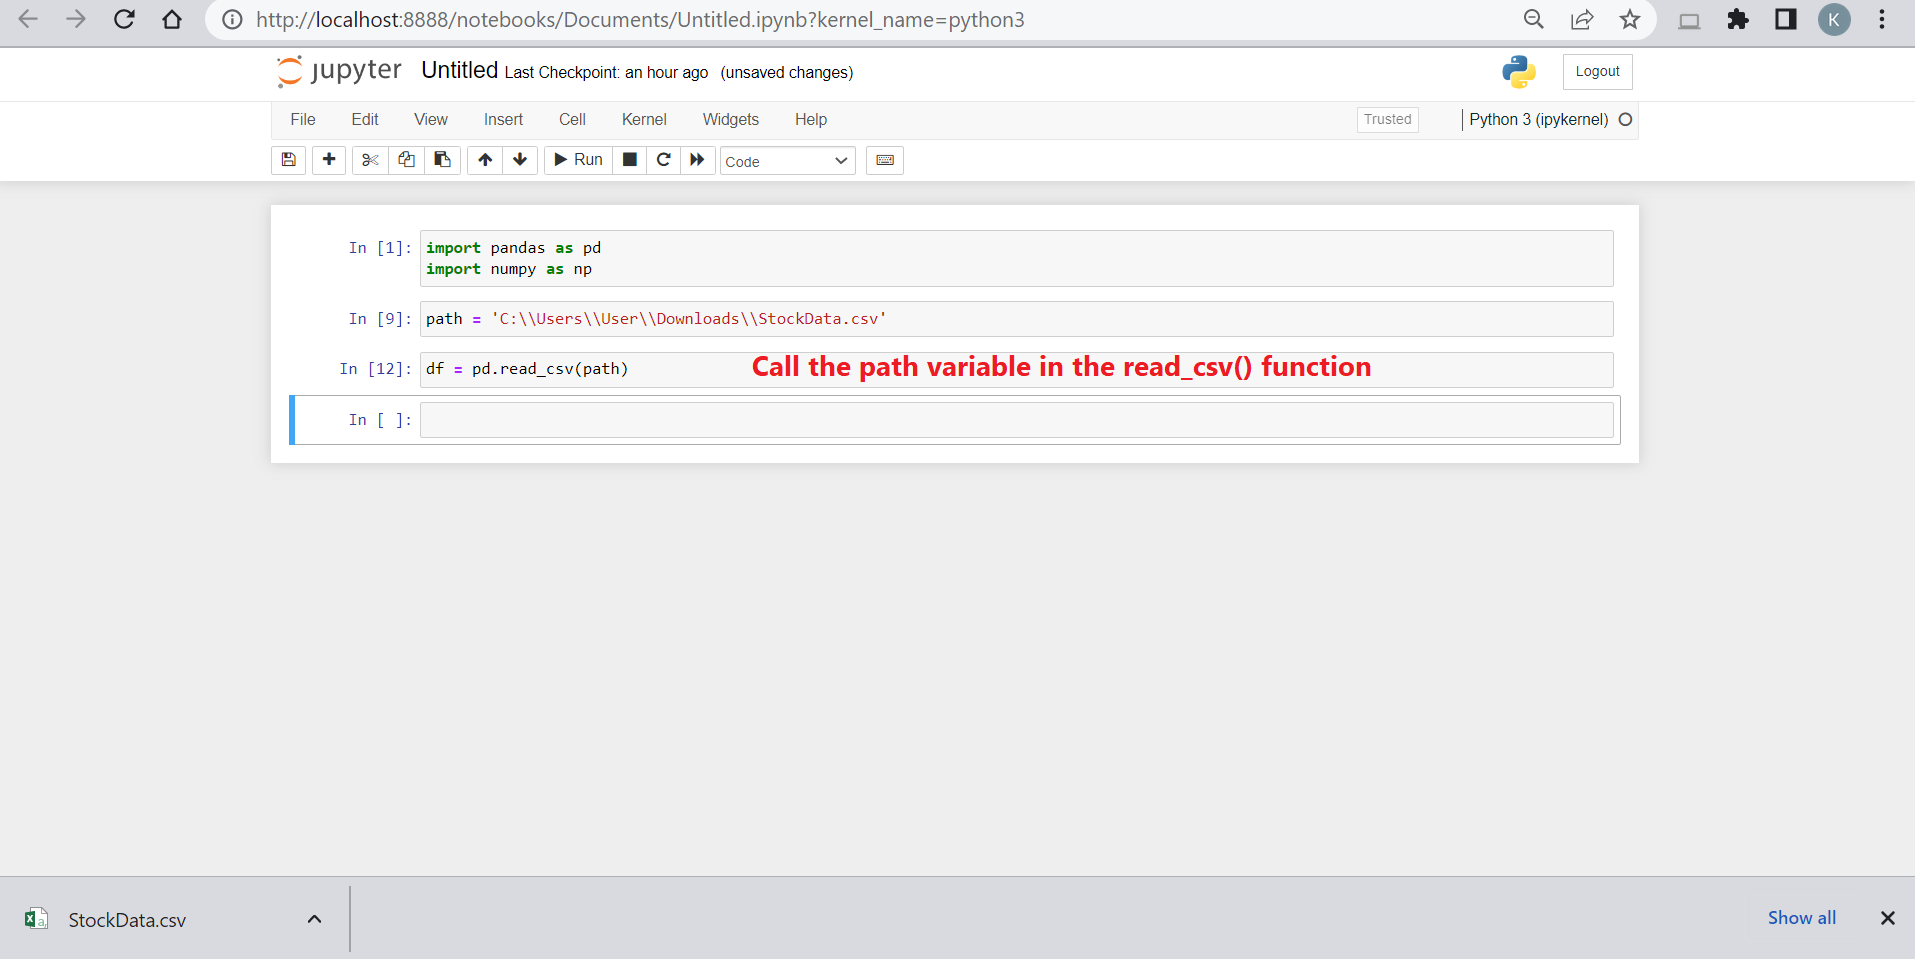 http://localhost:8888/notebooks/Documents/Untitled.ipynb?kernel_name=python3
K
jupyter Untitled Last Checkpoint: an hour ago (unsaved changes)
Logout
File Edit View Insert Cell Kernel Widgets Help Trusted Python 3 (ipykernel)
Run Code
In [1]: import pandas as pd
import numpy as np
In [9]: path = 'C:\\Users\\User\\Downloads\\StockData.csv'
In [12]: df = pd.read_csv(path) Call the path variable in the read_csv() function
In [ ]:
StockData.csv Show all